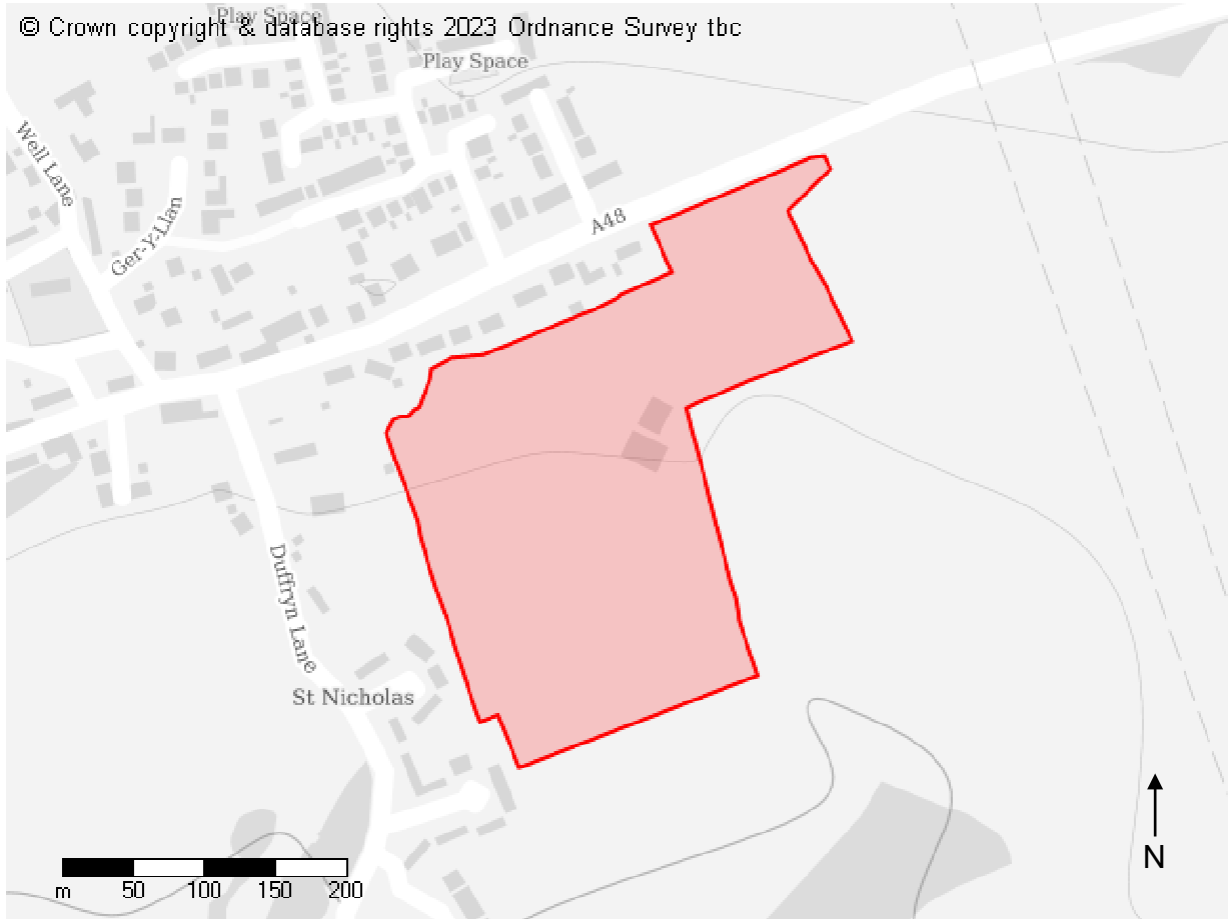 Play Space
© Crown copyright & database rights 2023 Ordnance Survey tbc
Play Space
Well Lane
Ger-Y-Llan
A48
Duffryn Lane
St Nicholas
N
m 50 100 150 200